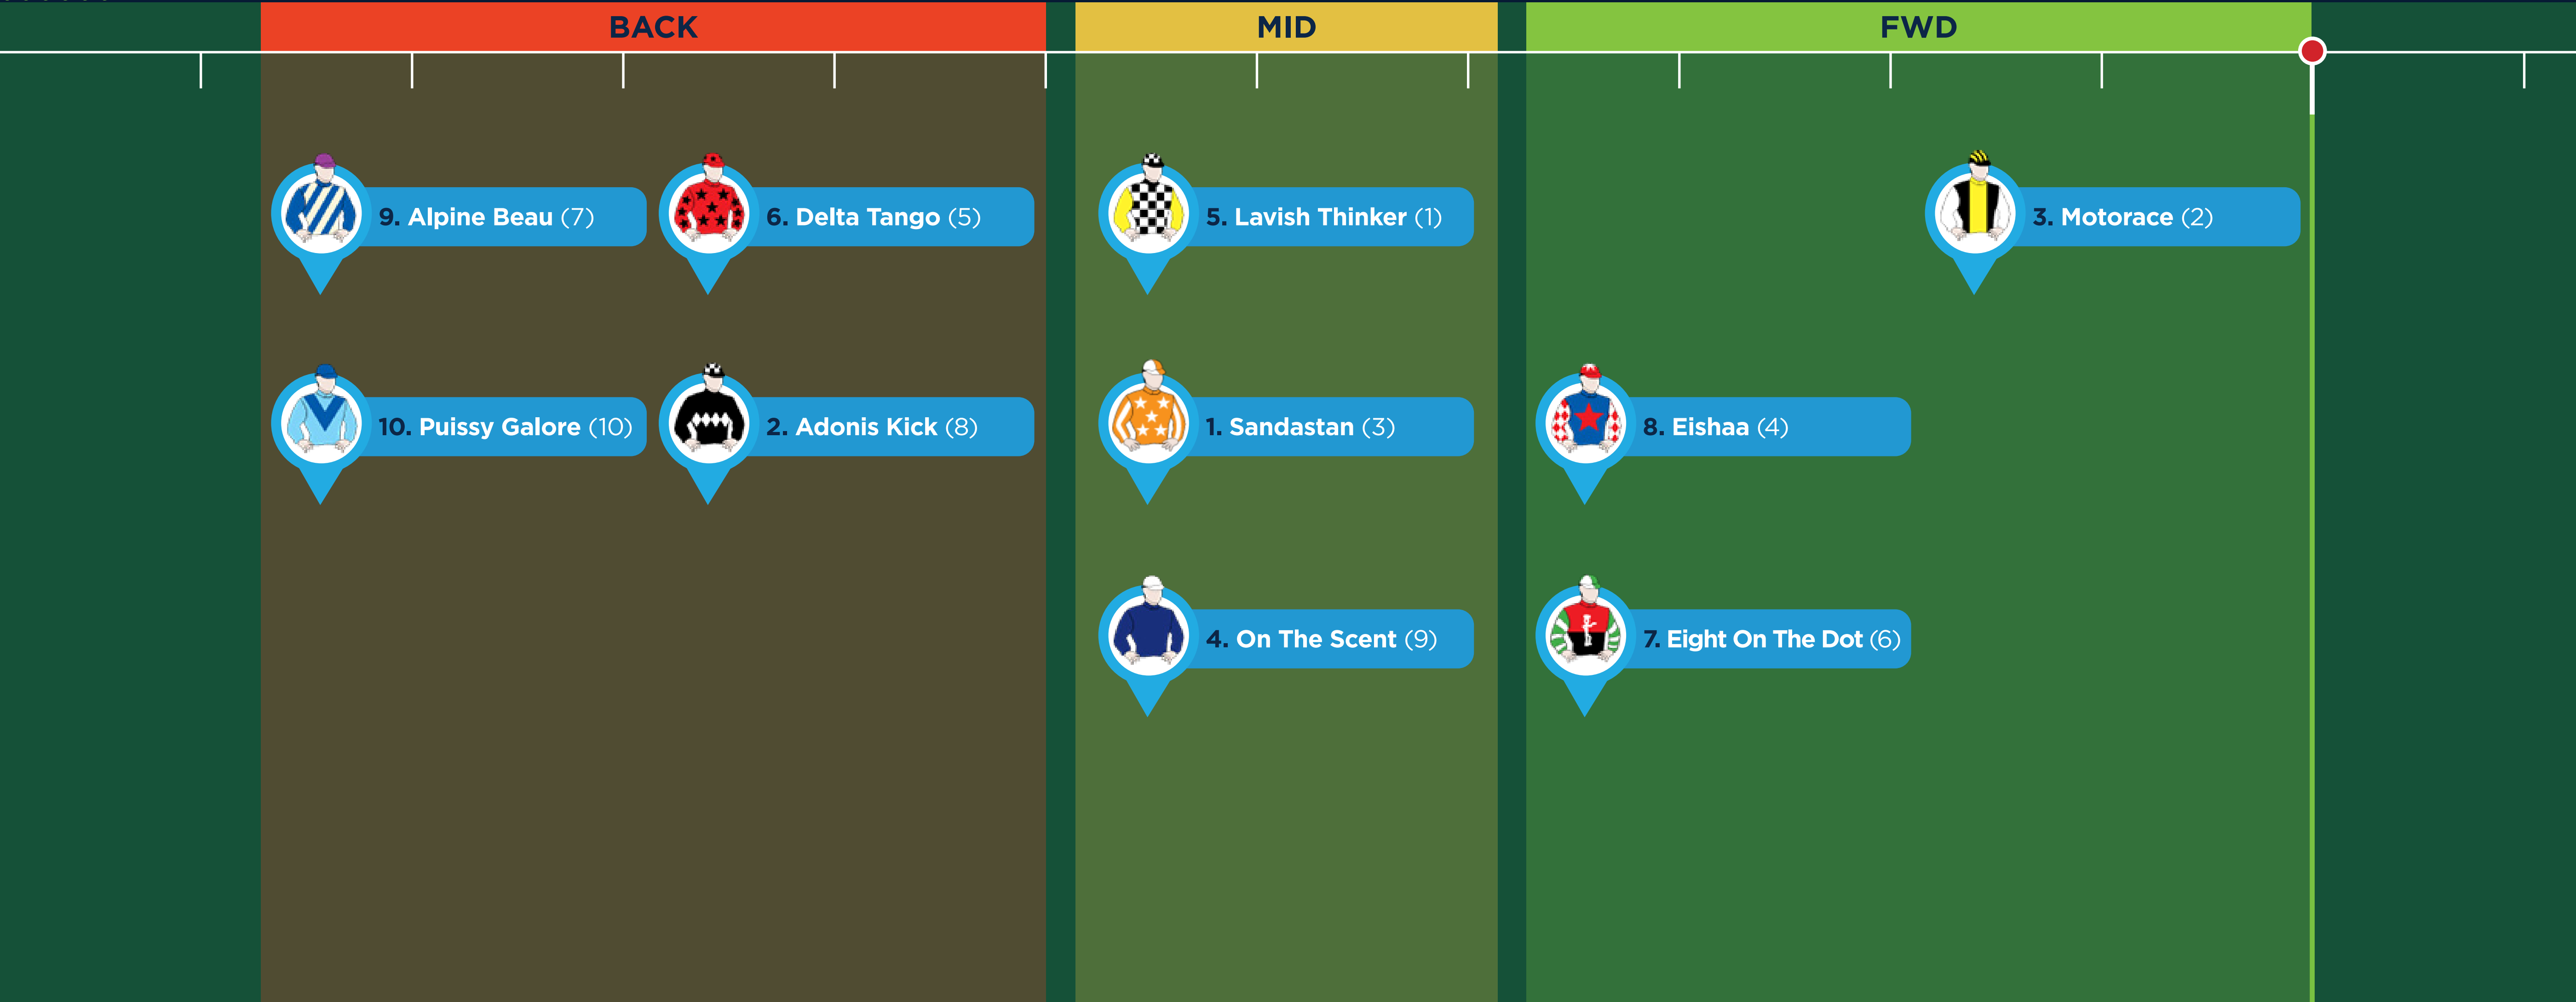 BACK MID FWD
9. Alpine Beau (7) 6. Delta Tango (5) 5. Lavish Thinker (1) 3. Motorace (2)
10. Puissy Galore (10) 2. Adonis Kick (8) 1. Sandastan (3) 8. Eishaa (4)
4. On The Scent (9) 7. Eight On The Dot (6)